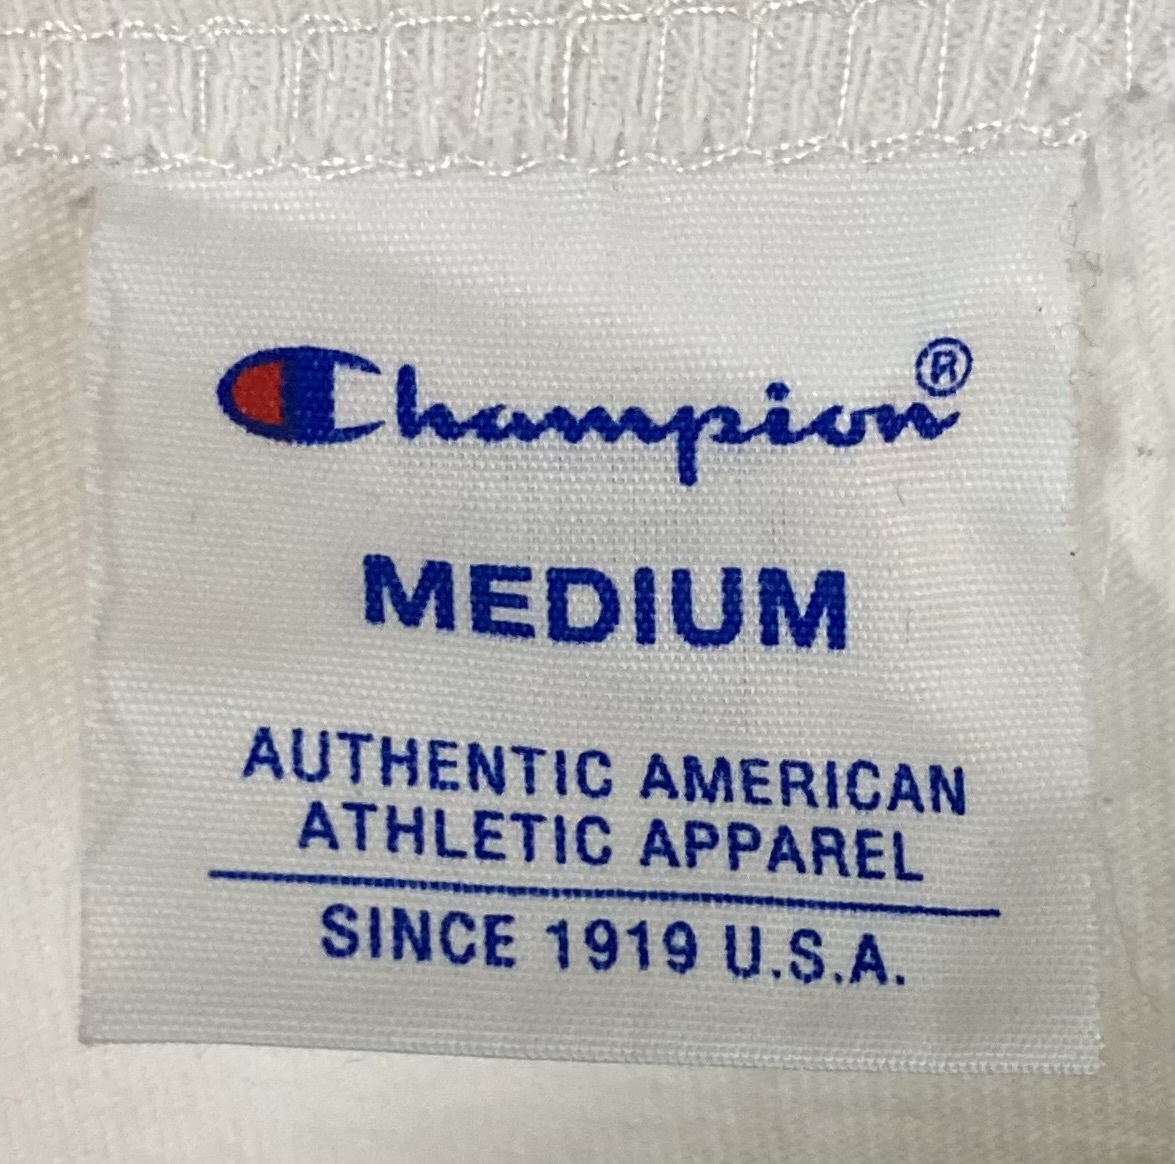 Champion®
MEDIUM
AUTHENTIC AMERICAN
ATHLETIC APPAREL
SINCE 1919 U.S.A.